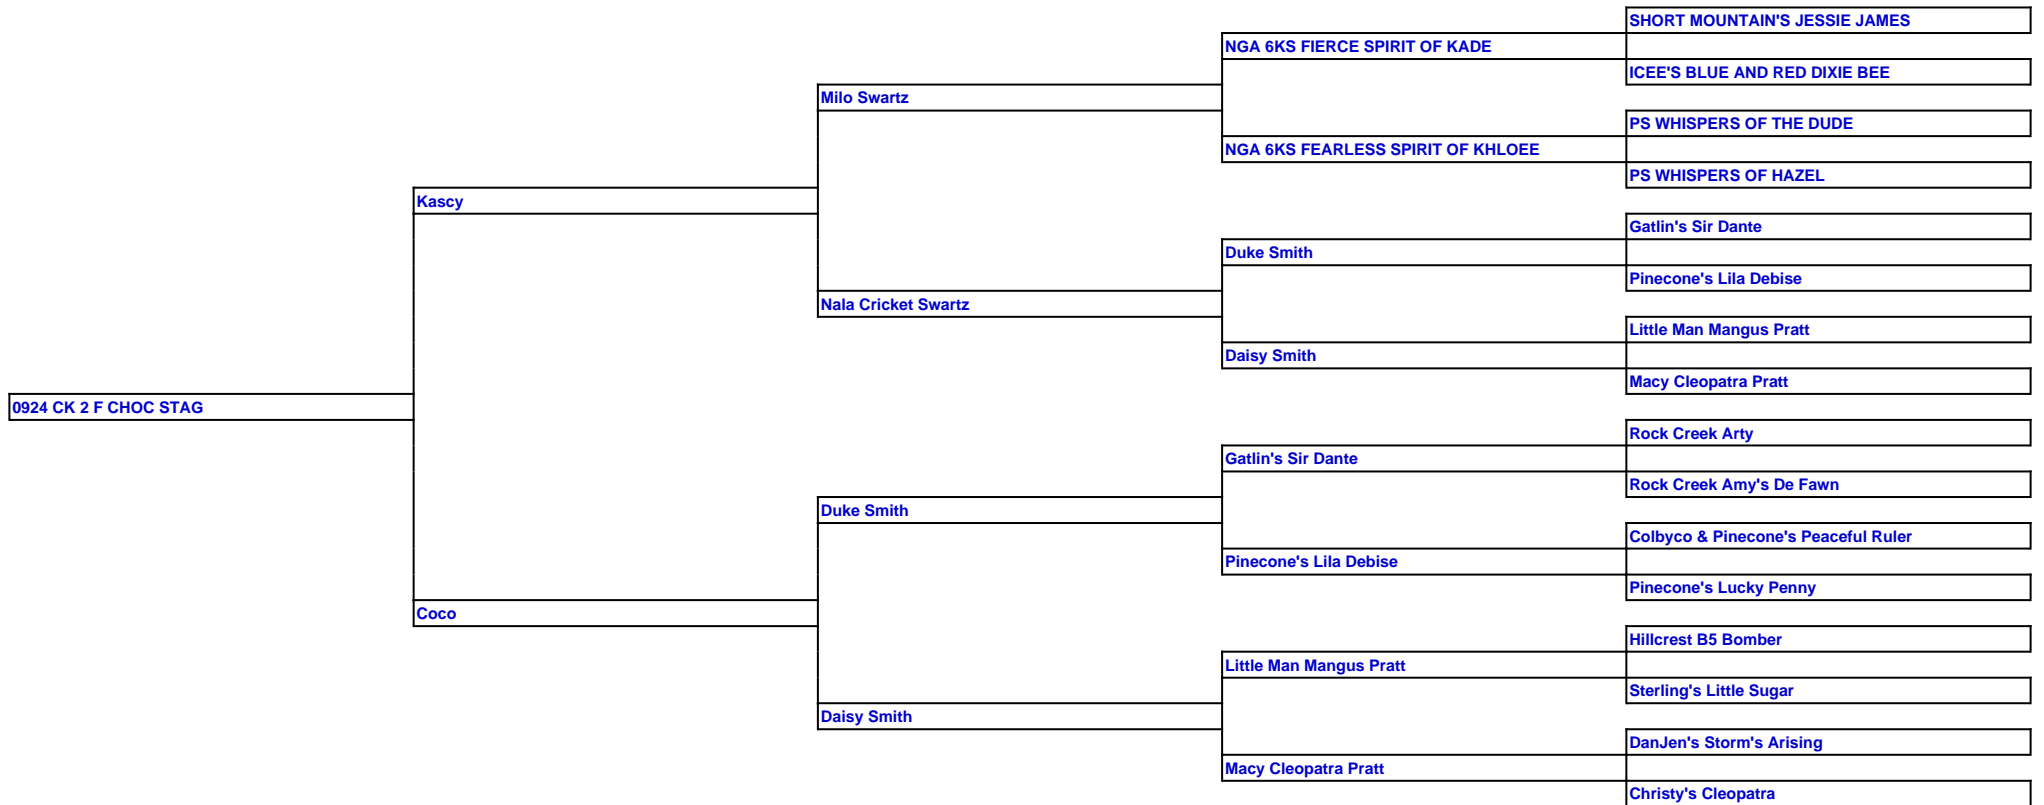 SHORT MOUNTAIN'S JESSIE JAMES
NGA 6KS FIERCE SPIRIT OF KADE
ICEE'S BLUE AND RED DIXIE BEE
Milo Swartz
PS WHISPERS OF THE DUDE
NGA 6KS FEARLESS SPIRIT OF KHLOEE
PS WHISPERS OF HAZEL
Kascy
Gatlin's Sir Dante
Duke Smith
Pinecone's Lila Debise
Nala Cricket Swartz
Little Man Mangus Pratt
Daisy Smith
Macy Cleopatra Pratt
0924 CK 2 F CHOC STAG
Rock Creek Arty
Gatlin's Sir Dante
Rock Creek Amy's De Fawn
Duke Smith
Colbyco & Pinecone's Peaceful Ruler
Pinecone's Lila Debise
Pinecone's Lucky Penny
Coco
Hillcrest B5 Bomber
Little Man Mangus Pratt
Sterling's Little Sugar
Daisy Smith
DanJen's Storm's Arising
Macy Cleopatra Pratt
Christy's Cleopatra